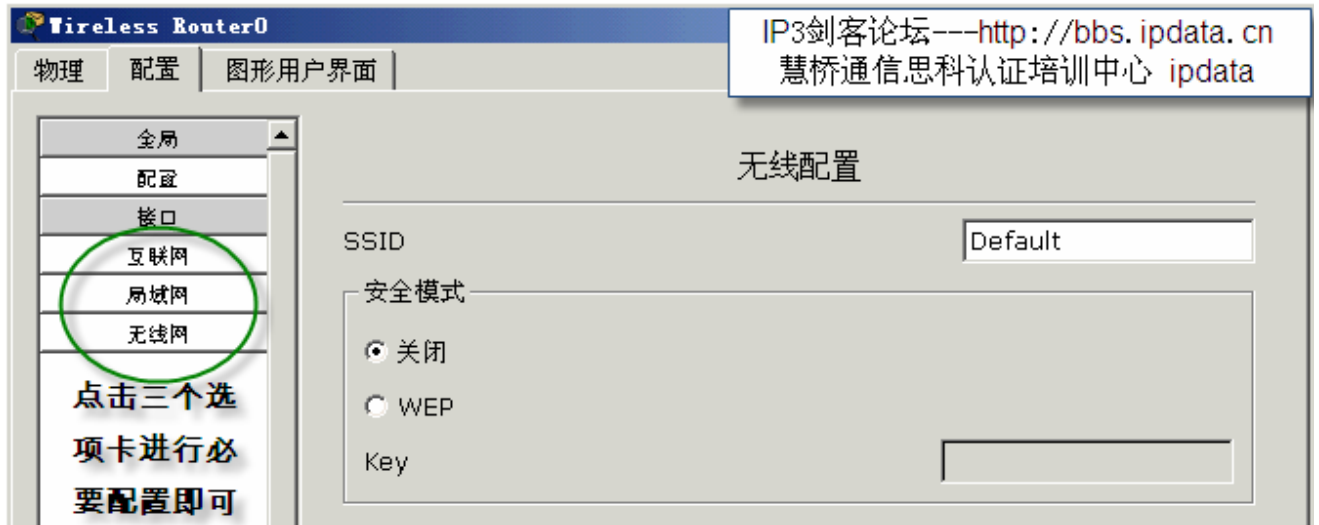 Wireless Router0
IP3剑客论坛---http://bbs.ipdata.cn
慧桥通信思科认证培训中心 ipdata
物理 配置 图形用户界面
全局
配置
接口
互联网
局域网
无线网
点击三个选
项卡进行必
要配置即可
无线配置
SSID Default
安全模式
关闭
WEP
Key